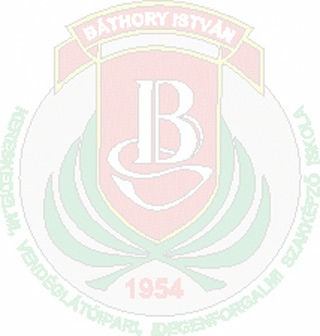 BÁTHORY ISTVÁN
B
1954
KERESKEDELMI, VENDÉGLÁTÓIPARI, IDEGENFORGALMI SZAKKÉPZŐ ISKOLA